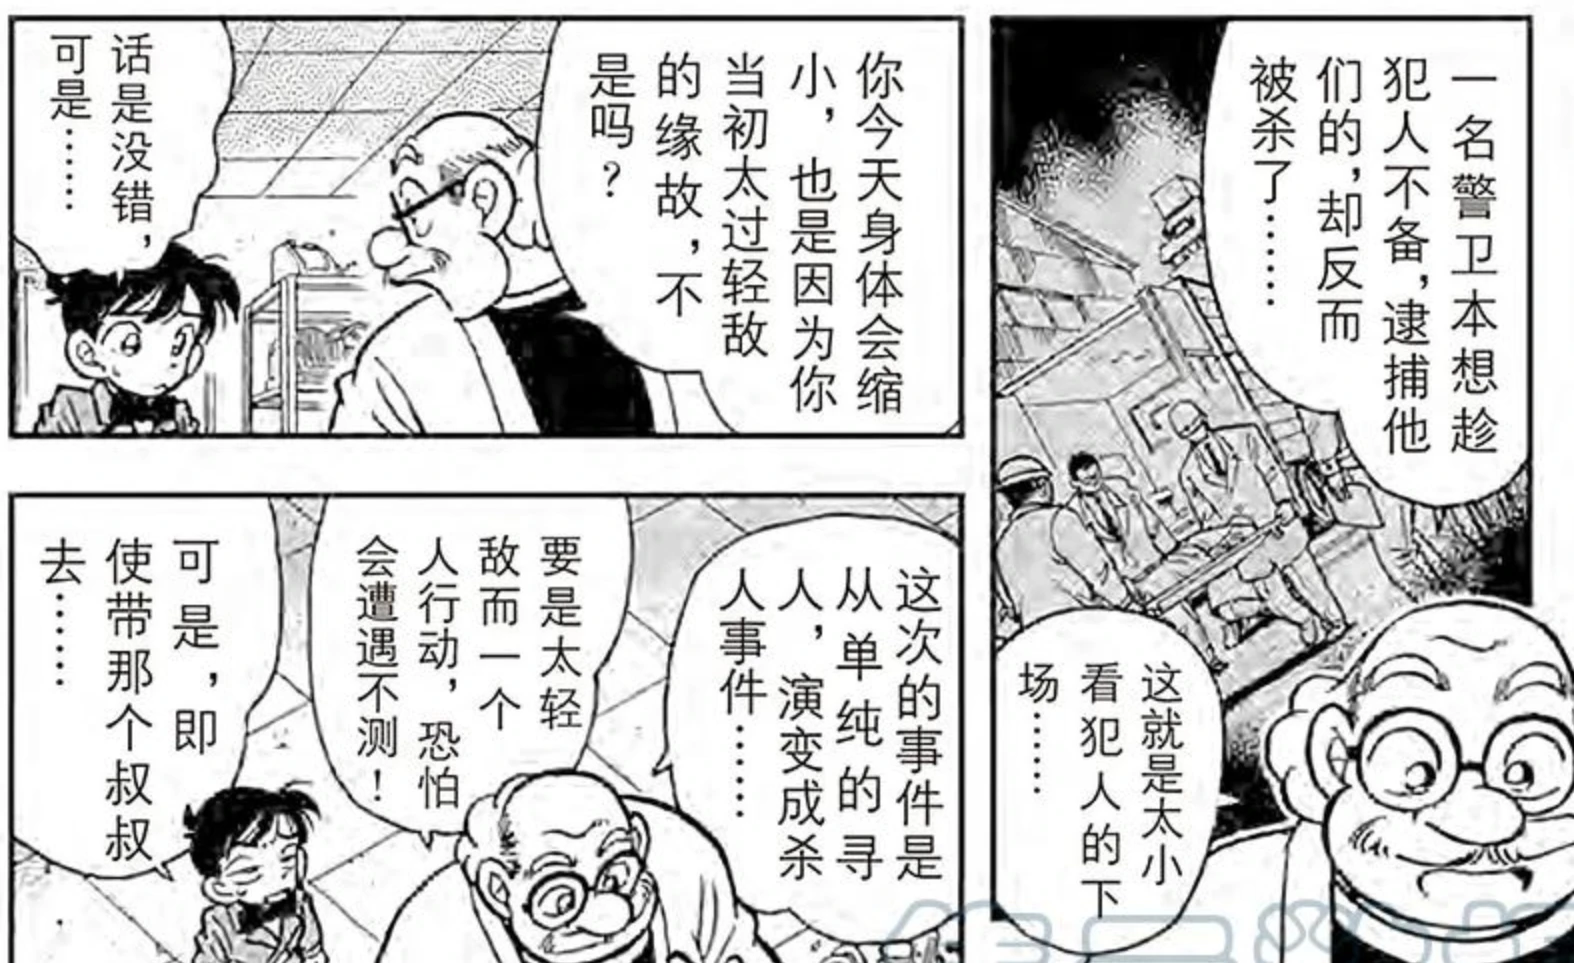 一名警卫本想趁
犯人不备，逮捕他
们的，却反而
被杀了……
这就是太小
看犯人的下
场……
你今天身体会缩
小，也是因为你
当初太过轻敌
的缘故，不
是吗？
话是没错，
可是……
这次的事件是
从单纯的寻
人，演变成杀
人事件……
要是太轻
敌而一个
人行动，恐怕
会遭遇不测！
可是，即
使带那个叔叔
去……